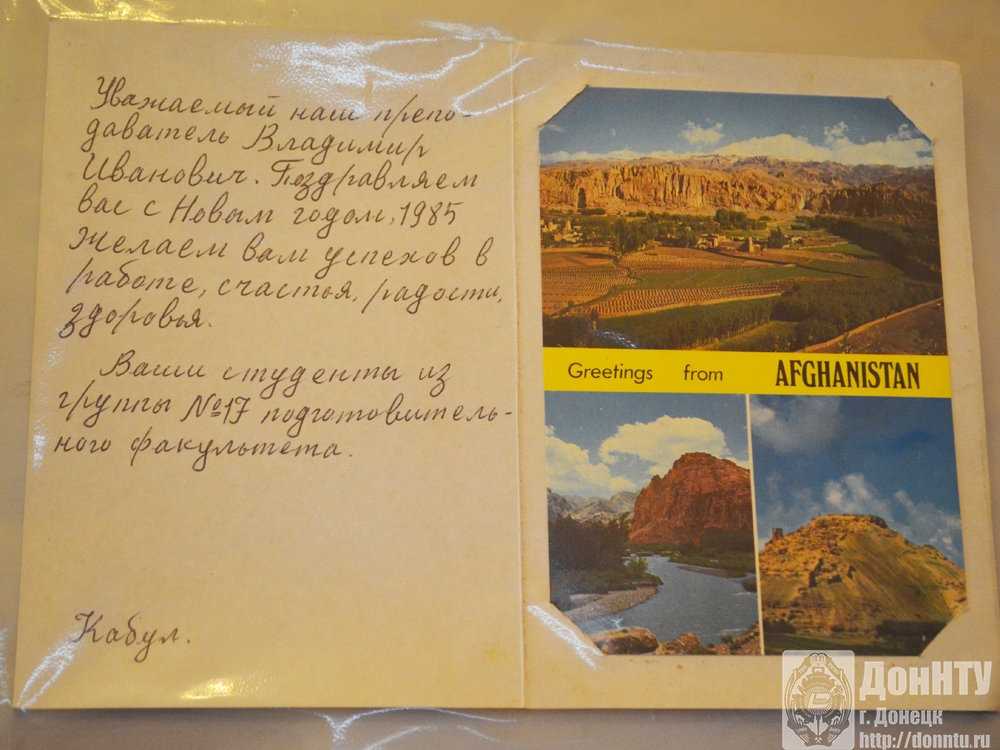 Уважаемый наш препо-
даватель Владимир
Иванович. Поздравляем
вас с Новым годом, 1985
Желаем вам успехов в
работе, счастья, радости,
здоровья.
Ваши студенты из
группы №17 подготовитель-
ного факультета.
Кабул.
Greetings from AFGHANISTAN
ДонНТУ
г. Донецк
http://donntu.ru